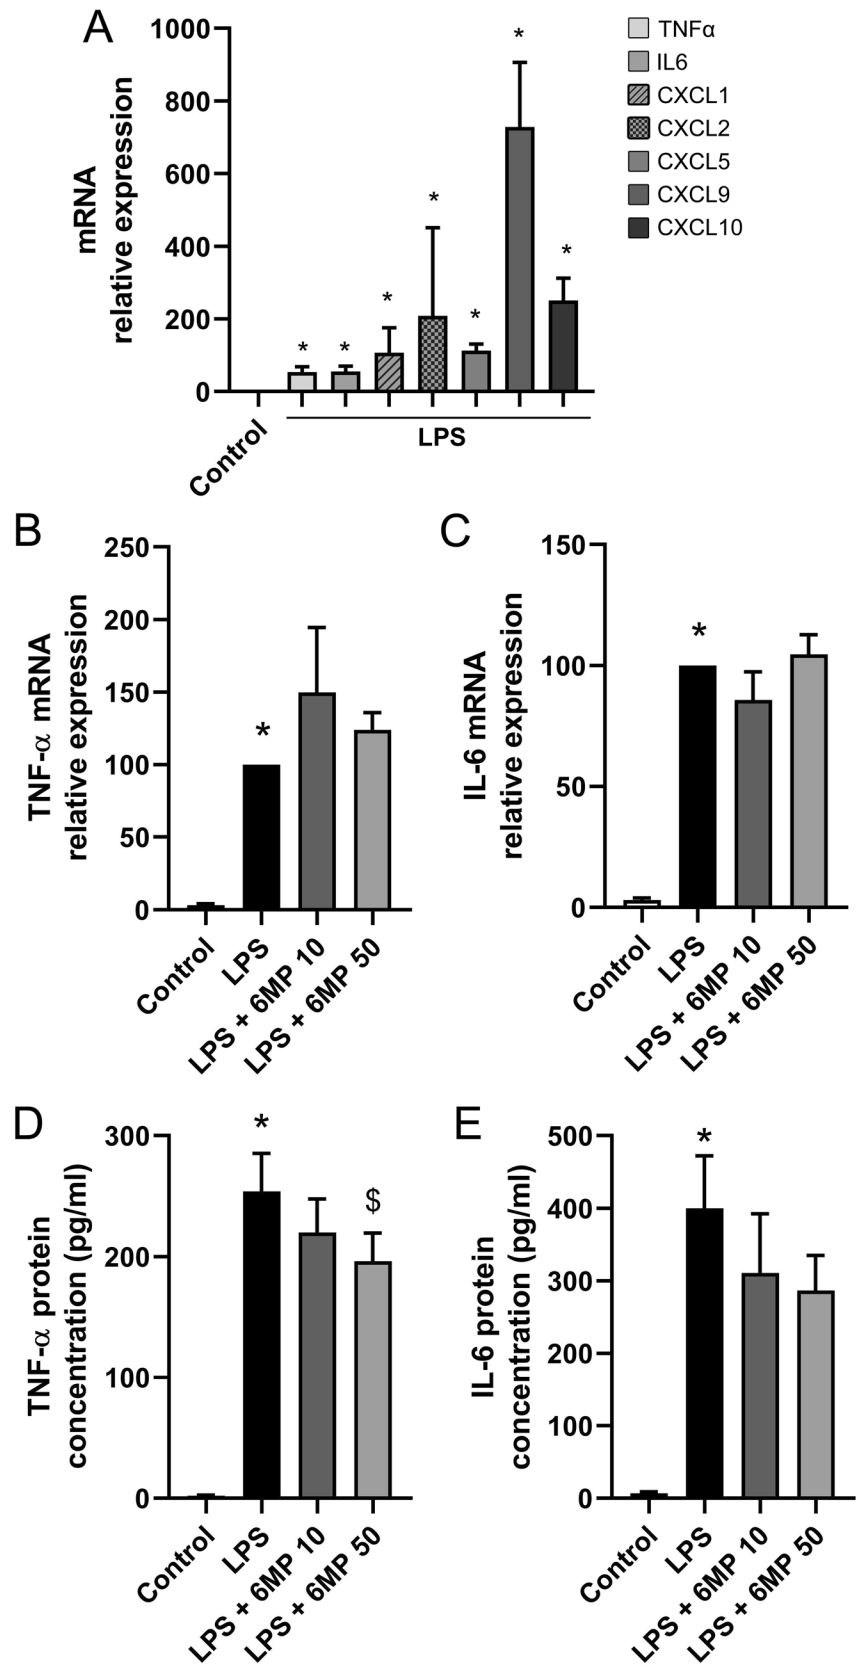 A
mRNA
relative expression
1000
800
600
400
200
0
*
*
*
*
*
*
*
Control
LPS
TNFα
IL6
CXCL1
CXCL2
CXCL5
CXCL9
CXCL10
B
TNF-α mRNA
relative expression
250
200
150
100
50
0
*
Control
LPS
LPS + 6MP 10
LPS + 6MP 50
C
IL-6 mRNA
relative expression
150
100
50
0
*
Control
LPS
LPS + 6MP 10
LPS + 6MP 50
D
TNF-α protein
concentration (pg/ml)
300
200
100
0
*
$
Control
LPS
LPS + 6MP 10
LPS + 6MP 50
E
IL-6 protein
concentration (pg/ml)
500
400
300
200
100
0
*
Control
LPS
LPS + 6MP 10
LPS + 6MP 50